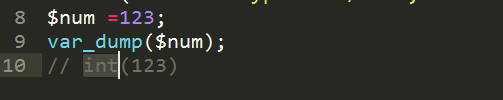 8 $num =123;
9 var_dump($num);
10 // int(123)